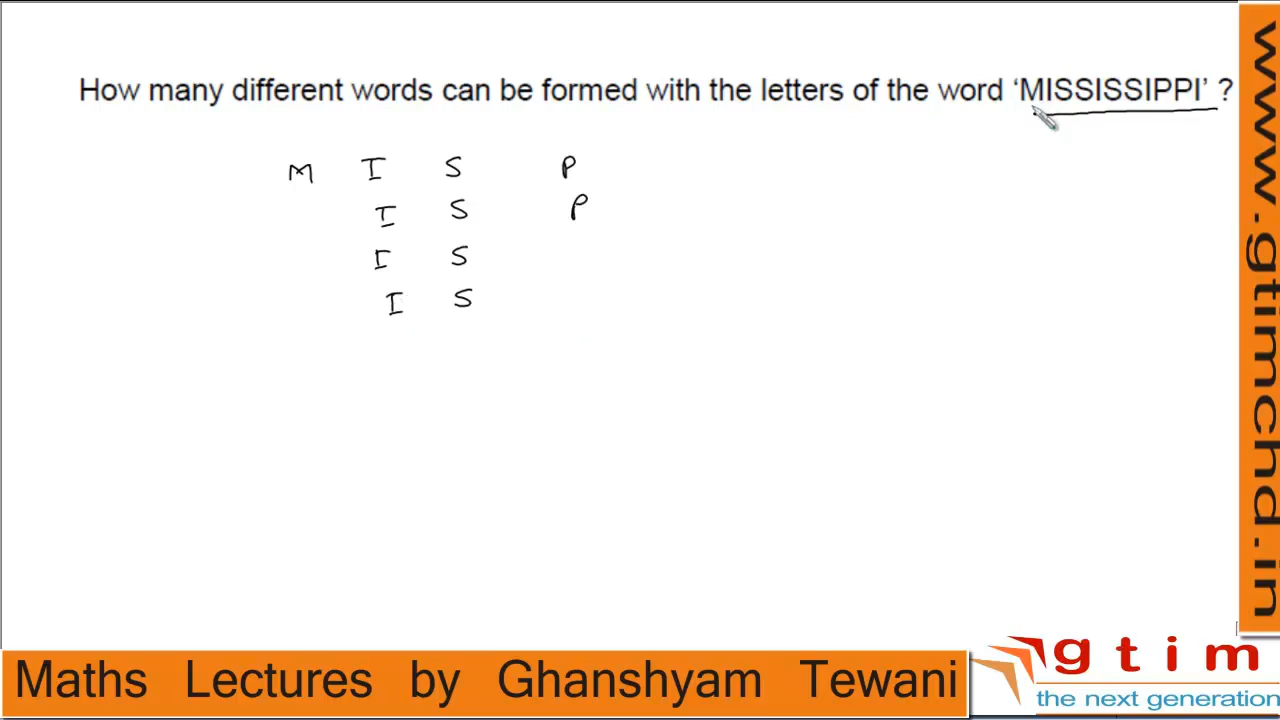 How many different words can be formed with the letters of the word ‘MISSISSIPPI’ ?
M I S P
I S P
I S
I S
www.gtimchd.in
gtim
the next generation
Maths Lectures by Ghanshyam Tewani